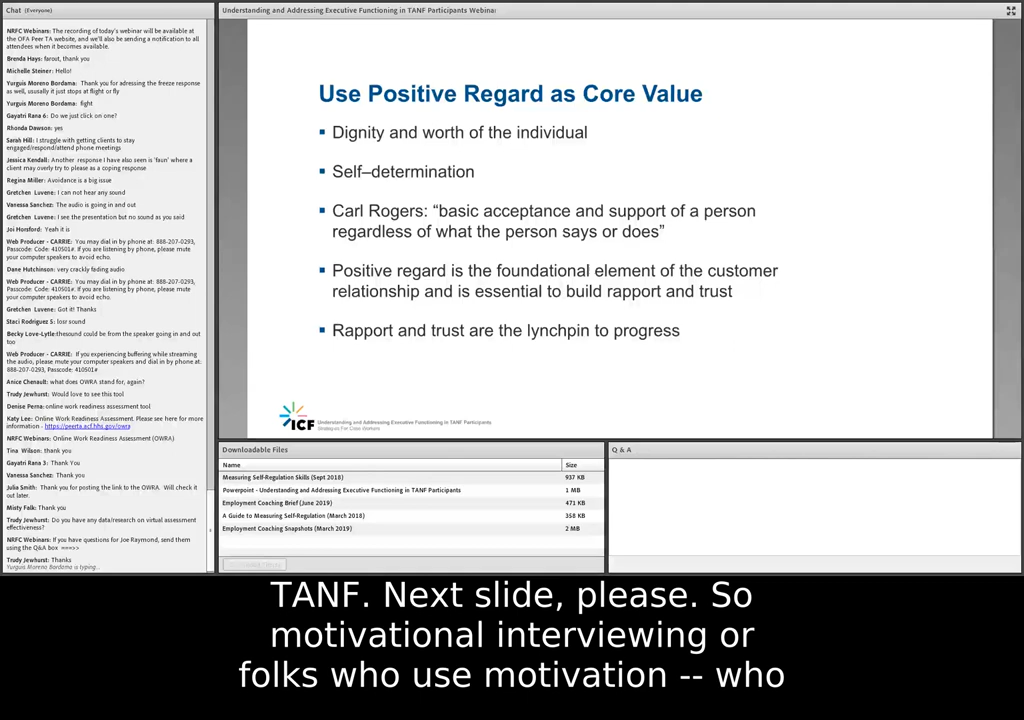 Chat (Everyone)
NRFC Webinars: The recording of today's webinar will be available at
the OFA Peer TA website, and we'll also be sending a notification to all
attendees when it becomes available.
Brenda Hays: farout, thank you
Michelle Steiner: Hello!
Yurguis Moreno Bordama: Thank you for adressing the freeze response
as well, ususially it just stops at flight or fly
Yurguis Moreno Bordama: fight
Gayatri Rana 6: Do we just click on one?
Rhonda Dawson: yes
Sarah Hill: I struggle with getting clients to stay
engaged/respond/attend phone meetings
Jessica Kendall: Another response I have also seen is 'faun' where a
client may overly try to please as a coping response
Regina Miller: Avoidance is a big issue
Gretchen Luvene: I can not hear any sound
Vanessa Sanchez: The audio is going in and out
Gretchen Luvene: I see the presentation but no sound as you said
Joi Horsford: Yeah it is
Web Producer - CARRIE: You may dial in by phone at: 888-207-0293,
Passcode: Code: 410501#. If you are listening by phone, please mute
your computer speakers to avoid echo.
Dane Hutchinson: very crackly fading audio
Web Producer - CARRIE: You may dial in by phone at: 888-207-0293,
Passcode: Code: 410501#. If you are listening by phone, please mute
your computer speakers to avoid echo.
Gretchen Luvene: Got it! Thanks
Staci Rodriguez S: losr sound
Becky Love-Lytle:thesound could be from the speaker going in and out
too
Web Producer - CARRIE: If you experiencing buffering while streaming
the audio, please mute your computer speakers and dial in by phone at:
888-207-0293, Passcode: 410501#
Anice Chenault: what does OWRA stand for, again?
Trudy Jewhurst: Would love to see this tool
Denise Perna: online work readiness assessment tool
Katy Lee: Online Work Readiness Assessment. Please see here for more
information - https://peerta.acf.hhs.gov/owra
NRFC Webinars: Online Work Readiness Assessment (OWRA)
Tina Wilson: thank you
Gayatri Rana 3: Thank You
Vanessa Sanchez: Thank you
Julia Smith: Thank you for posting the link to the OWRA. Will check it
out later.
Misty Falk: Thank you
Trudy Jewhurst: Do you have any data/research on virtual assessment
effectiveness?
NRFC Webinars: If you have questions for Joe Raymond, send them
using the Q&A box ===>>
Trudy Jewhurst: Thanks
Yurguis Moreno Bordama is typing...
Understanding and Addressing Executive Functioning in TANF Participants Webinar
Use Positive Regard as Core Value
▪ Dignity and worth of the individual
▪ Self–determination
▪ Carl Rogers: “basic acceptance and support of a person
regardless of what the person says or does”
▪ Positive regard is the foundational element of the customer
relationship and is essential to build rapport and trust
▪ Rapport and trust are the lynchpin to progress
ICF
Understanding and Addressing Executive Functioning in TANF Participants
Strategies For Case Workers
Downloadable Files
Name Size
Measuring Self-Regulation Skills (Sept 2018) 937 KB
Powerpoint - Understanding and Addressing Executive Functioning in TANF Participants 1 MB
Employment Coaching Brief (June 2019) 471 KB
A Guide to Measuring Self-Regulation (March 2018) 358 KB
Employment Coaching Snapshots (March 2019) 2 MB
Q & A
TANF. Next slide, please. So
motivational interviewing or
folks who use motivation -- who